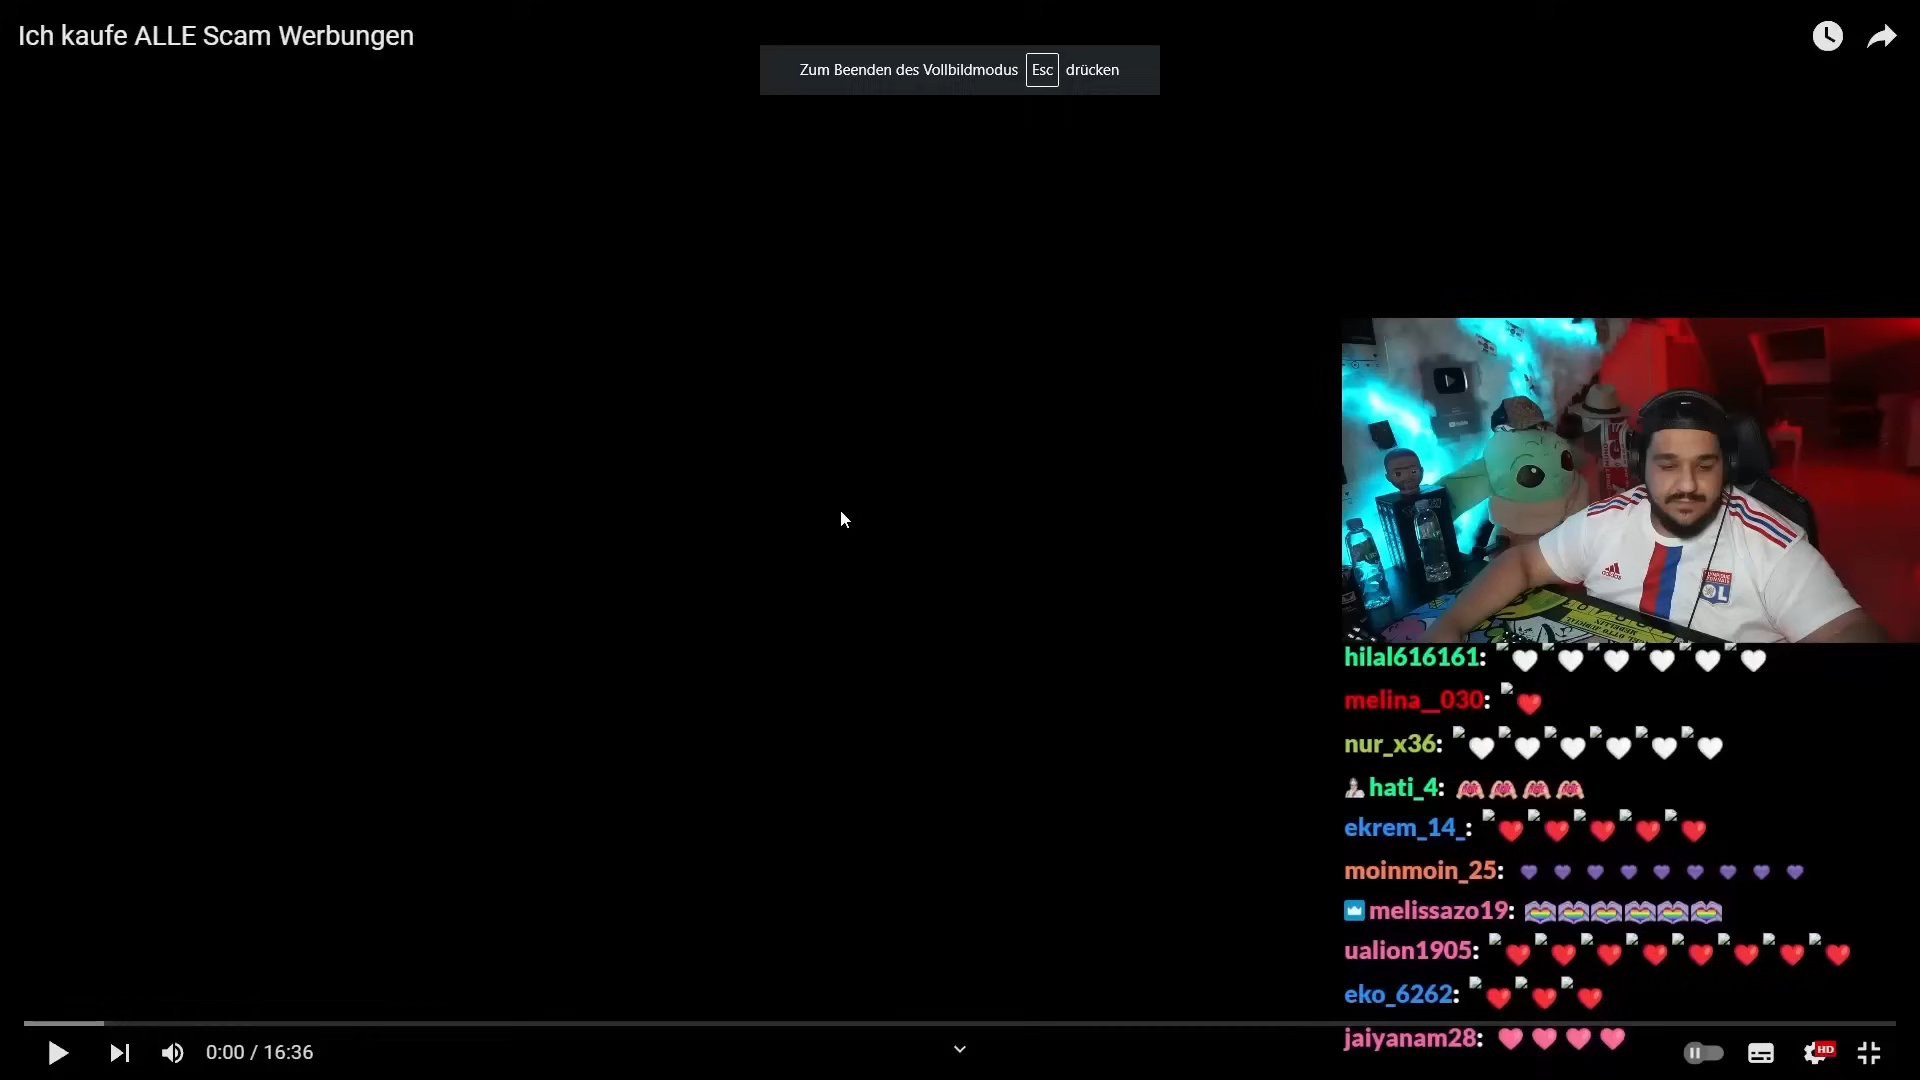 Ich kaufe ALLE Scam Werbungen
Zum Beenden des Vollbildmodus Esc drücken
hilal616161:
melina__030:
nur_x36:
hati_4:
ekrem_14_:
moinmoin_25:
melissazo19:
ualion1905:
eko_6262:
jaiyanam28:
0:00 / 16:36
HD